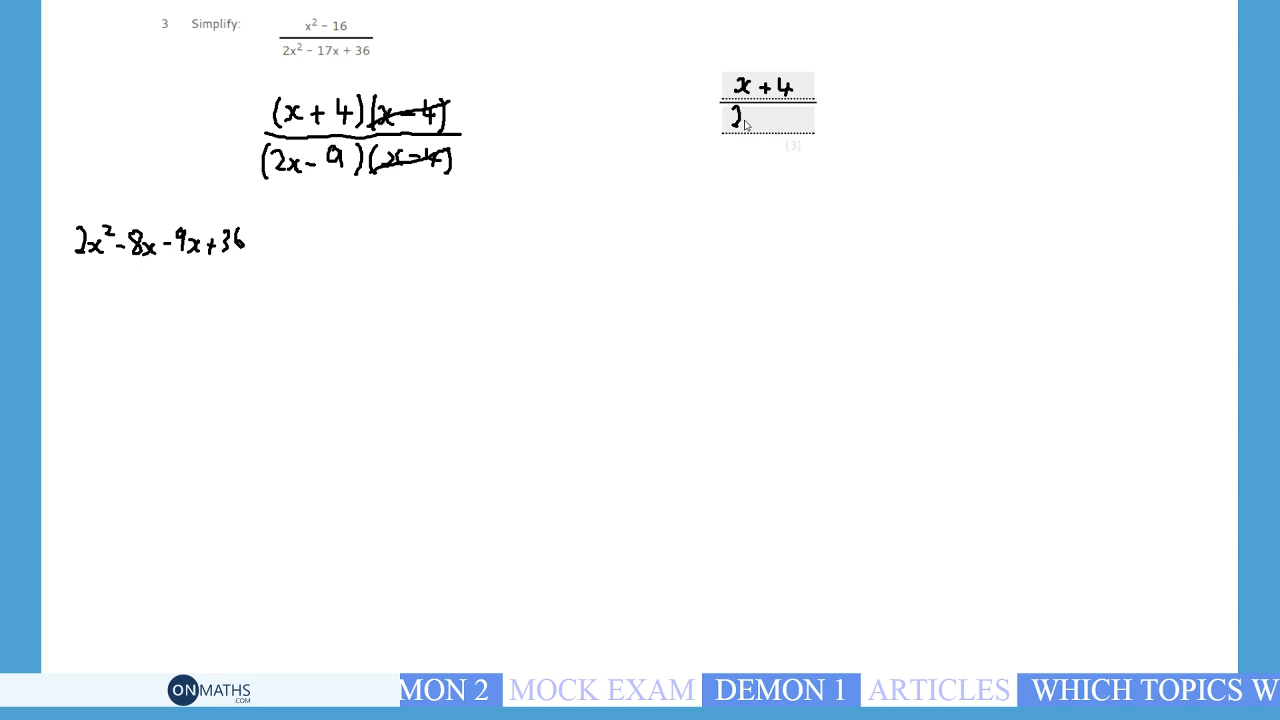 3 Simplify: x² – 16
2x² – 17x + 36
(x + 4)(x – 4)
(2x – 9)(x – 4)
2x² – 8x – 9x + 36
x + 4
2
(3)
ONMATHS
.COM
MON 2 MOCK EXAM DEMON 1 ARTICLES WHICH TOPICS W